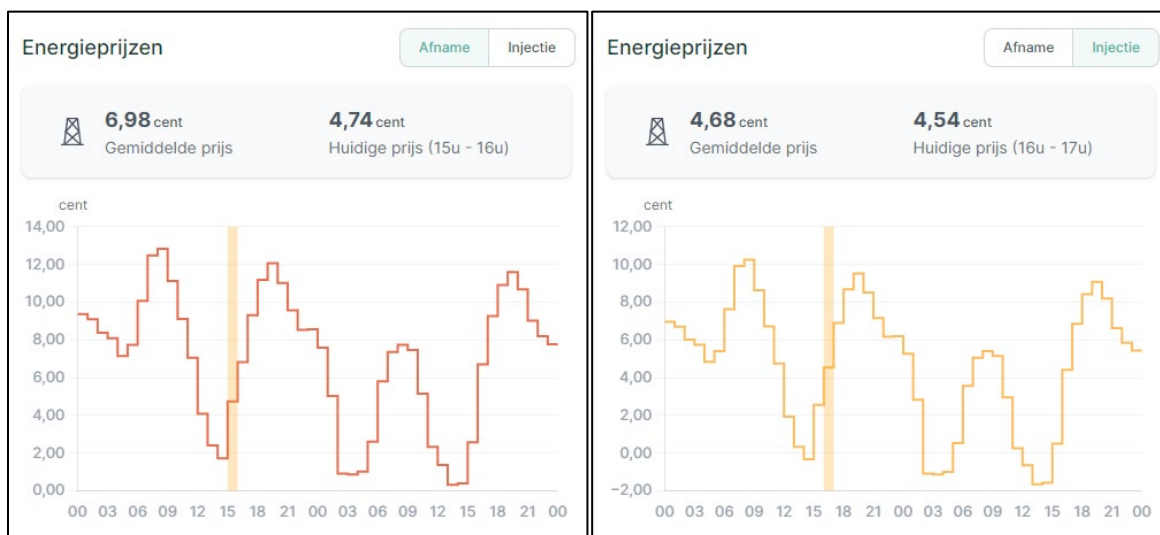 Energieprijzen
Afname
Injectie
6,98 cent
4,74 cent
Gemiddelde prijs
Huidige prijs (15u - 16u)
cent
14,00
12,00
10,00
8,00
6,00
4,00
2,00
0,00
00 03 06 09 12 15 18 21 00 03 06 09 12 15 18 21 00
Energieprijzen
Afname
Injectie
4,68 cent
4,54 cent
Gemiddelde prijs
Huidige prijs (16u - 17u)
cent
12,00
10,00
8,00
6,00
4,00
2,00
0,00
−2,00
00 03 06 09 12 15 18 21 00 03 06 09 12 15 18 21 00